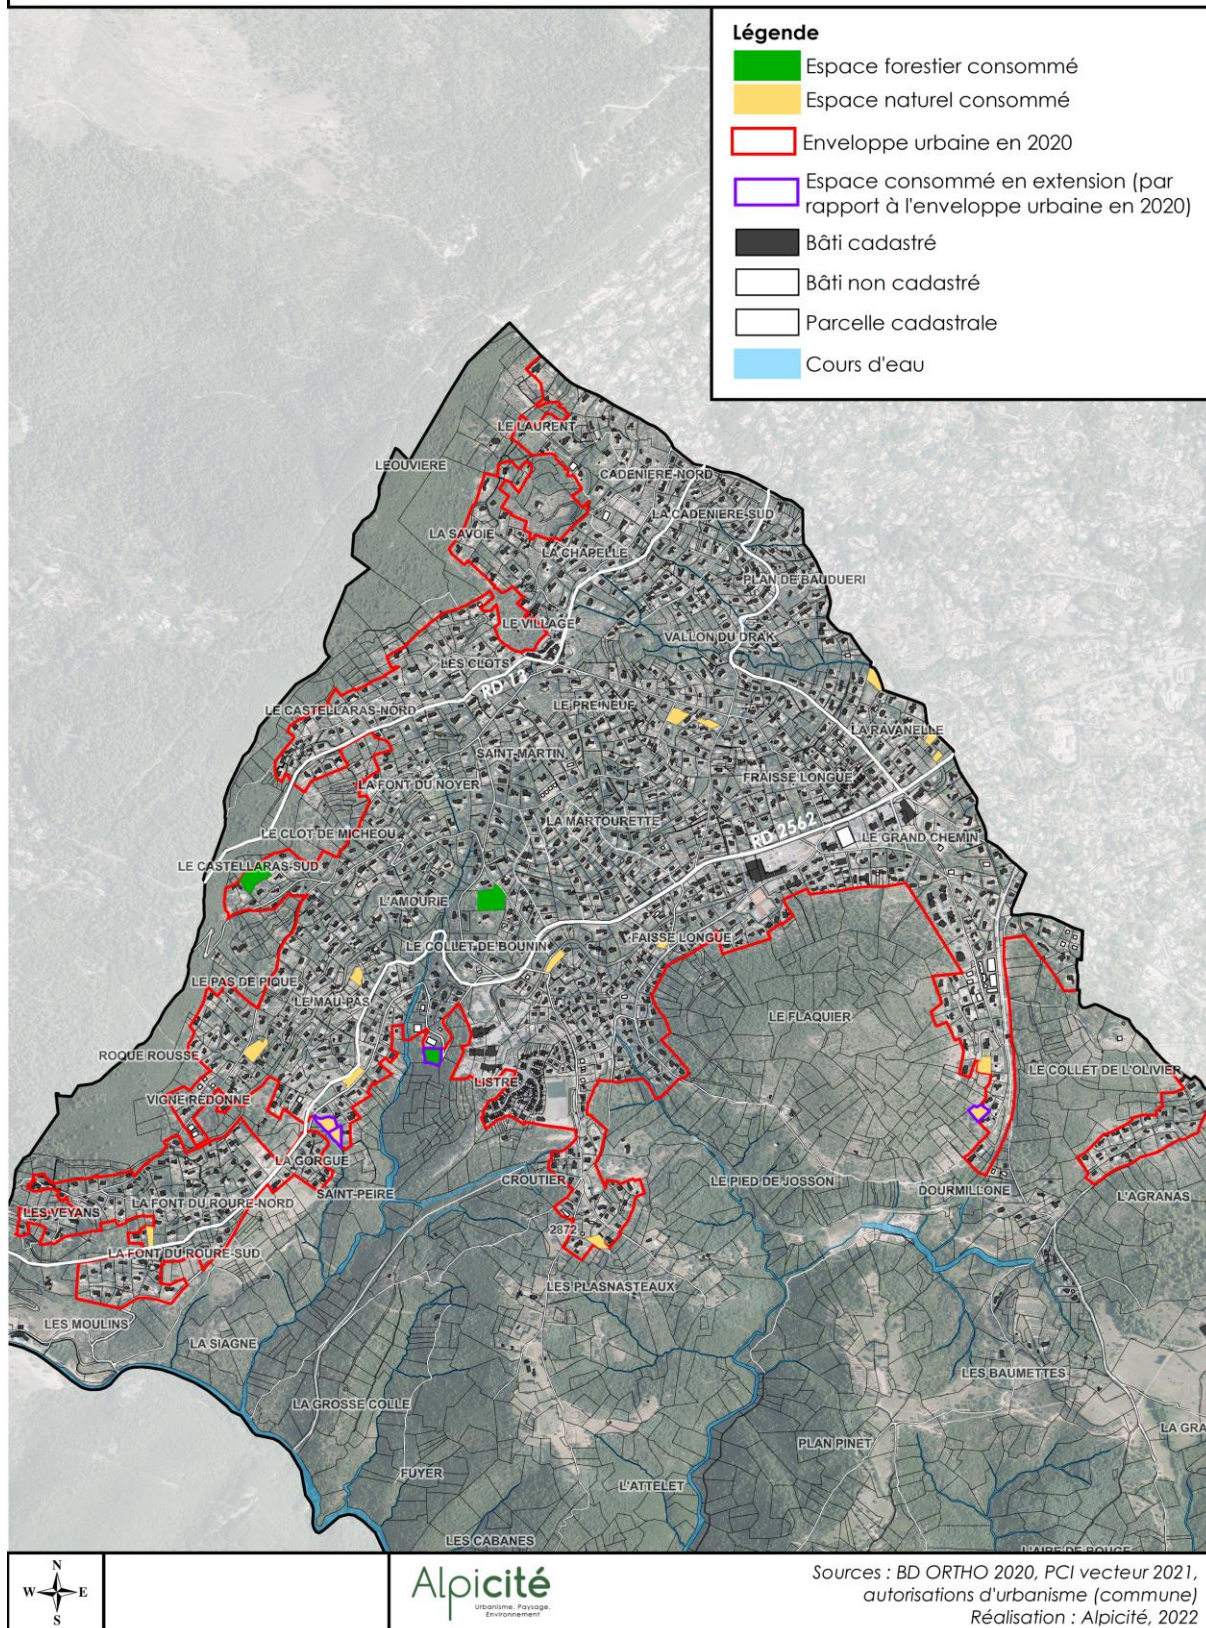 Légende
Espace forestier consommé
Espace naturel consommé
Enveloppe urbaine en 2020
Espace consommé en extension (par
rapport à l'enveloppe urbaine en 2020)
Bâti cadastré
Bâti non cadastré
Parcelle cadastrale
Cours d'eau
LE LAURENT
LEOUVIERE
CADENIERE-NORD
LA CADENIERE-SUD
LA SAVOIE
LA CHAPELLE
PLAN DE BAUDUERI
LE VILLAGE
VALLON DU DRAK
LES CLOTS
RD 13
LE CASTELLARAS-NORD
LE PRE NEUF
LA RAVANELLE
SAINT-MARTIN
FRAISSE LONGUE
LA FONT DU NOYER
LA MARTOURETTE
RD 2562
LE CLOT DE MICHEOU
LE GRAND CHEMIN
LE CASTELLARAS-SUD
L'AMOURIE
FAISSE LONGUE
LE COLLET DE BOUNIN
LE PAS DE PIQUE
LE MAU PAS
LE FLAQUIER
ROQUE ROUSSE
LE COLLET DE L'OLIVIER
LISTRE
VIGNE REDONNE
LA GORGUE
CROUTIER
LE PIED DE JOSSON
DOURMILLONE
L'AGRANAS
SAINT-PEIRE
LA FONT DU ROURE-NORD
LES VEYANS
2872
LA FONT DU ROURE-SUD
LES PLASNASTEAUX
LES MOULINS
LA SIAGNE
LES BAUMETTES
LA GROSSE COLLE
LA GRA
PLAN PINET
FUYER
L'ATTELET
LES CABANES
L'AIRE DE ROUGE
N
W E
S
Alpicité
Urbanisme, Paysage,
Environnement
Sources : BD ORTHO 2020, PCI vecteur 2021,
autorisations d'urbanisme (commune)
Réalisation : Alpicité, 2022